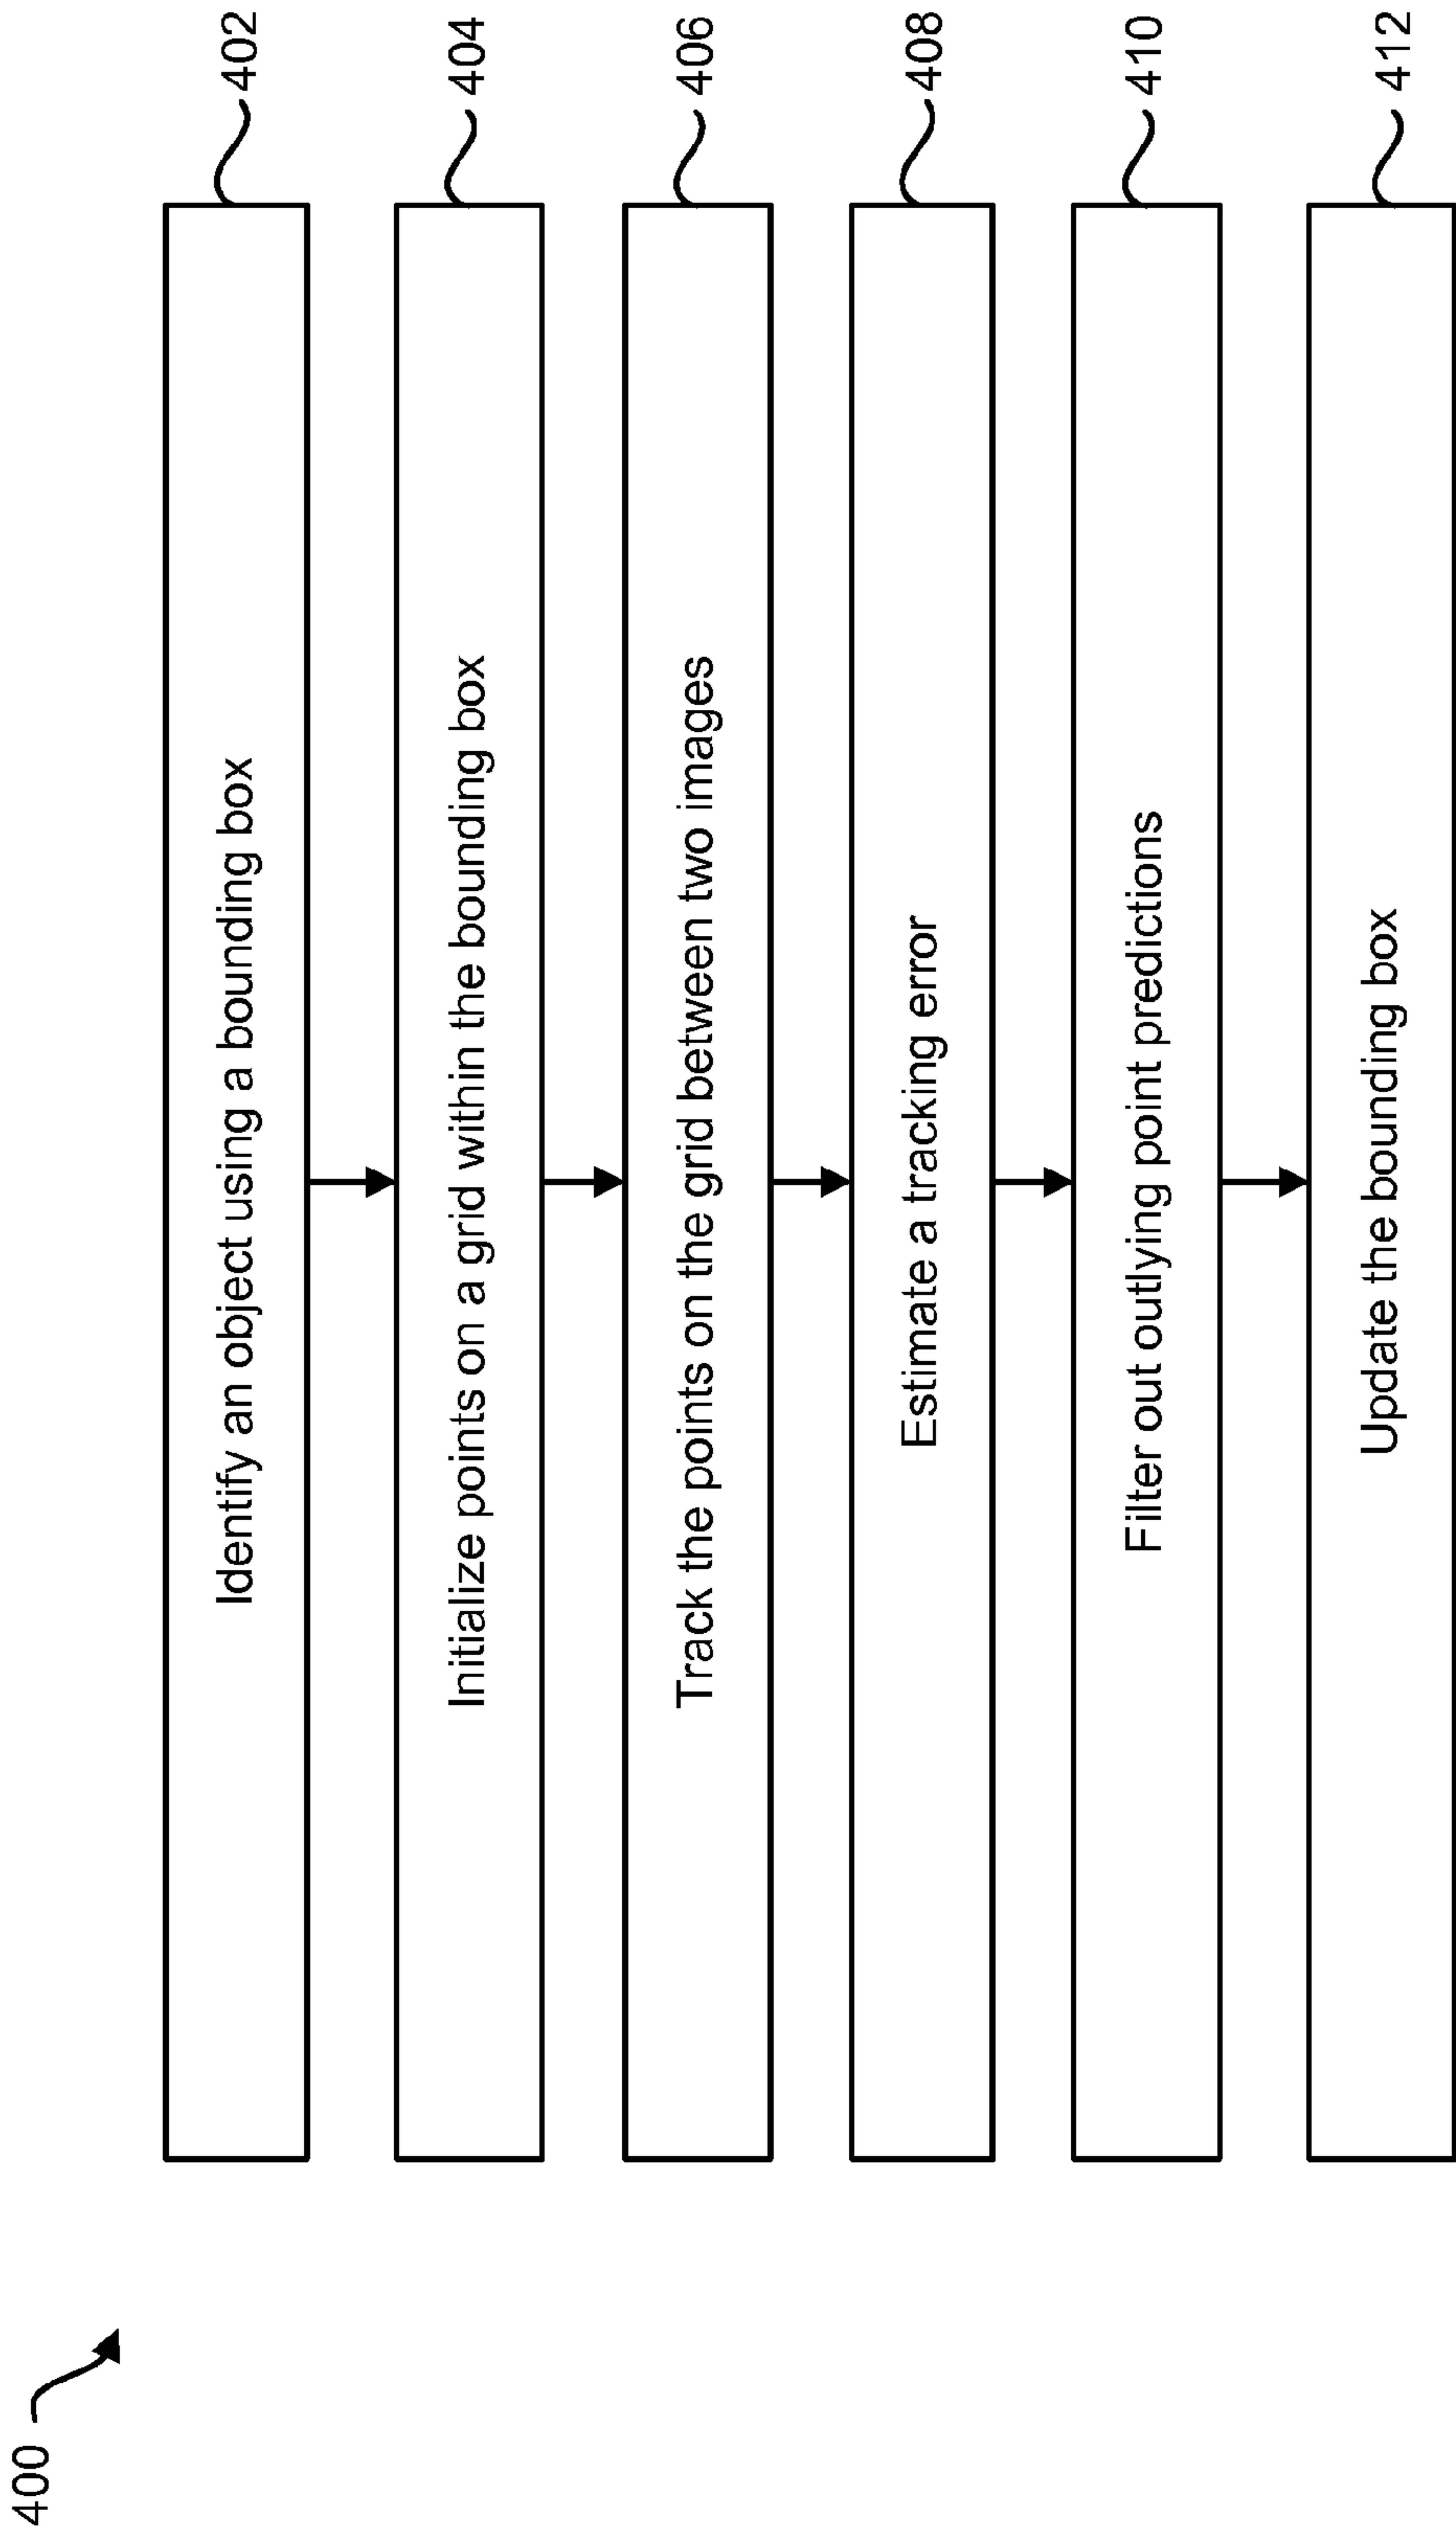 400
Identify an object using a bounding box
402
Initialize points on a grid within the bounding box
404
Track the points on the grid between two images
406
Estimate a tracking error
408
Filter out outlying point predictions
410
Update the bounding box
412